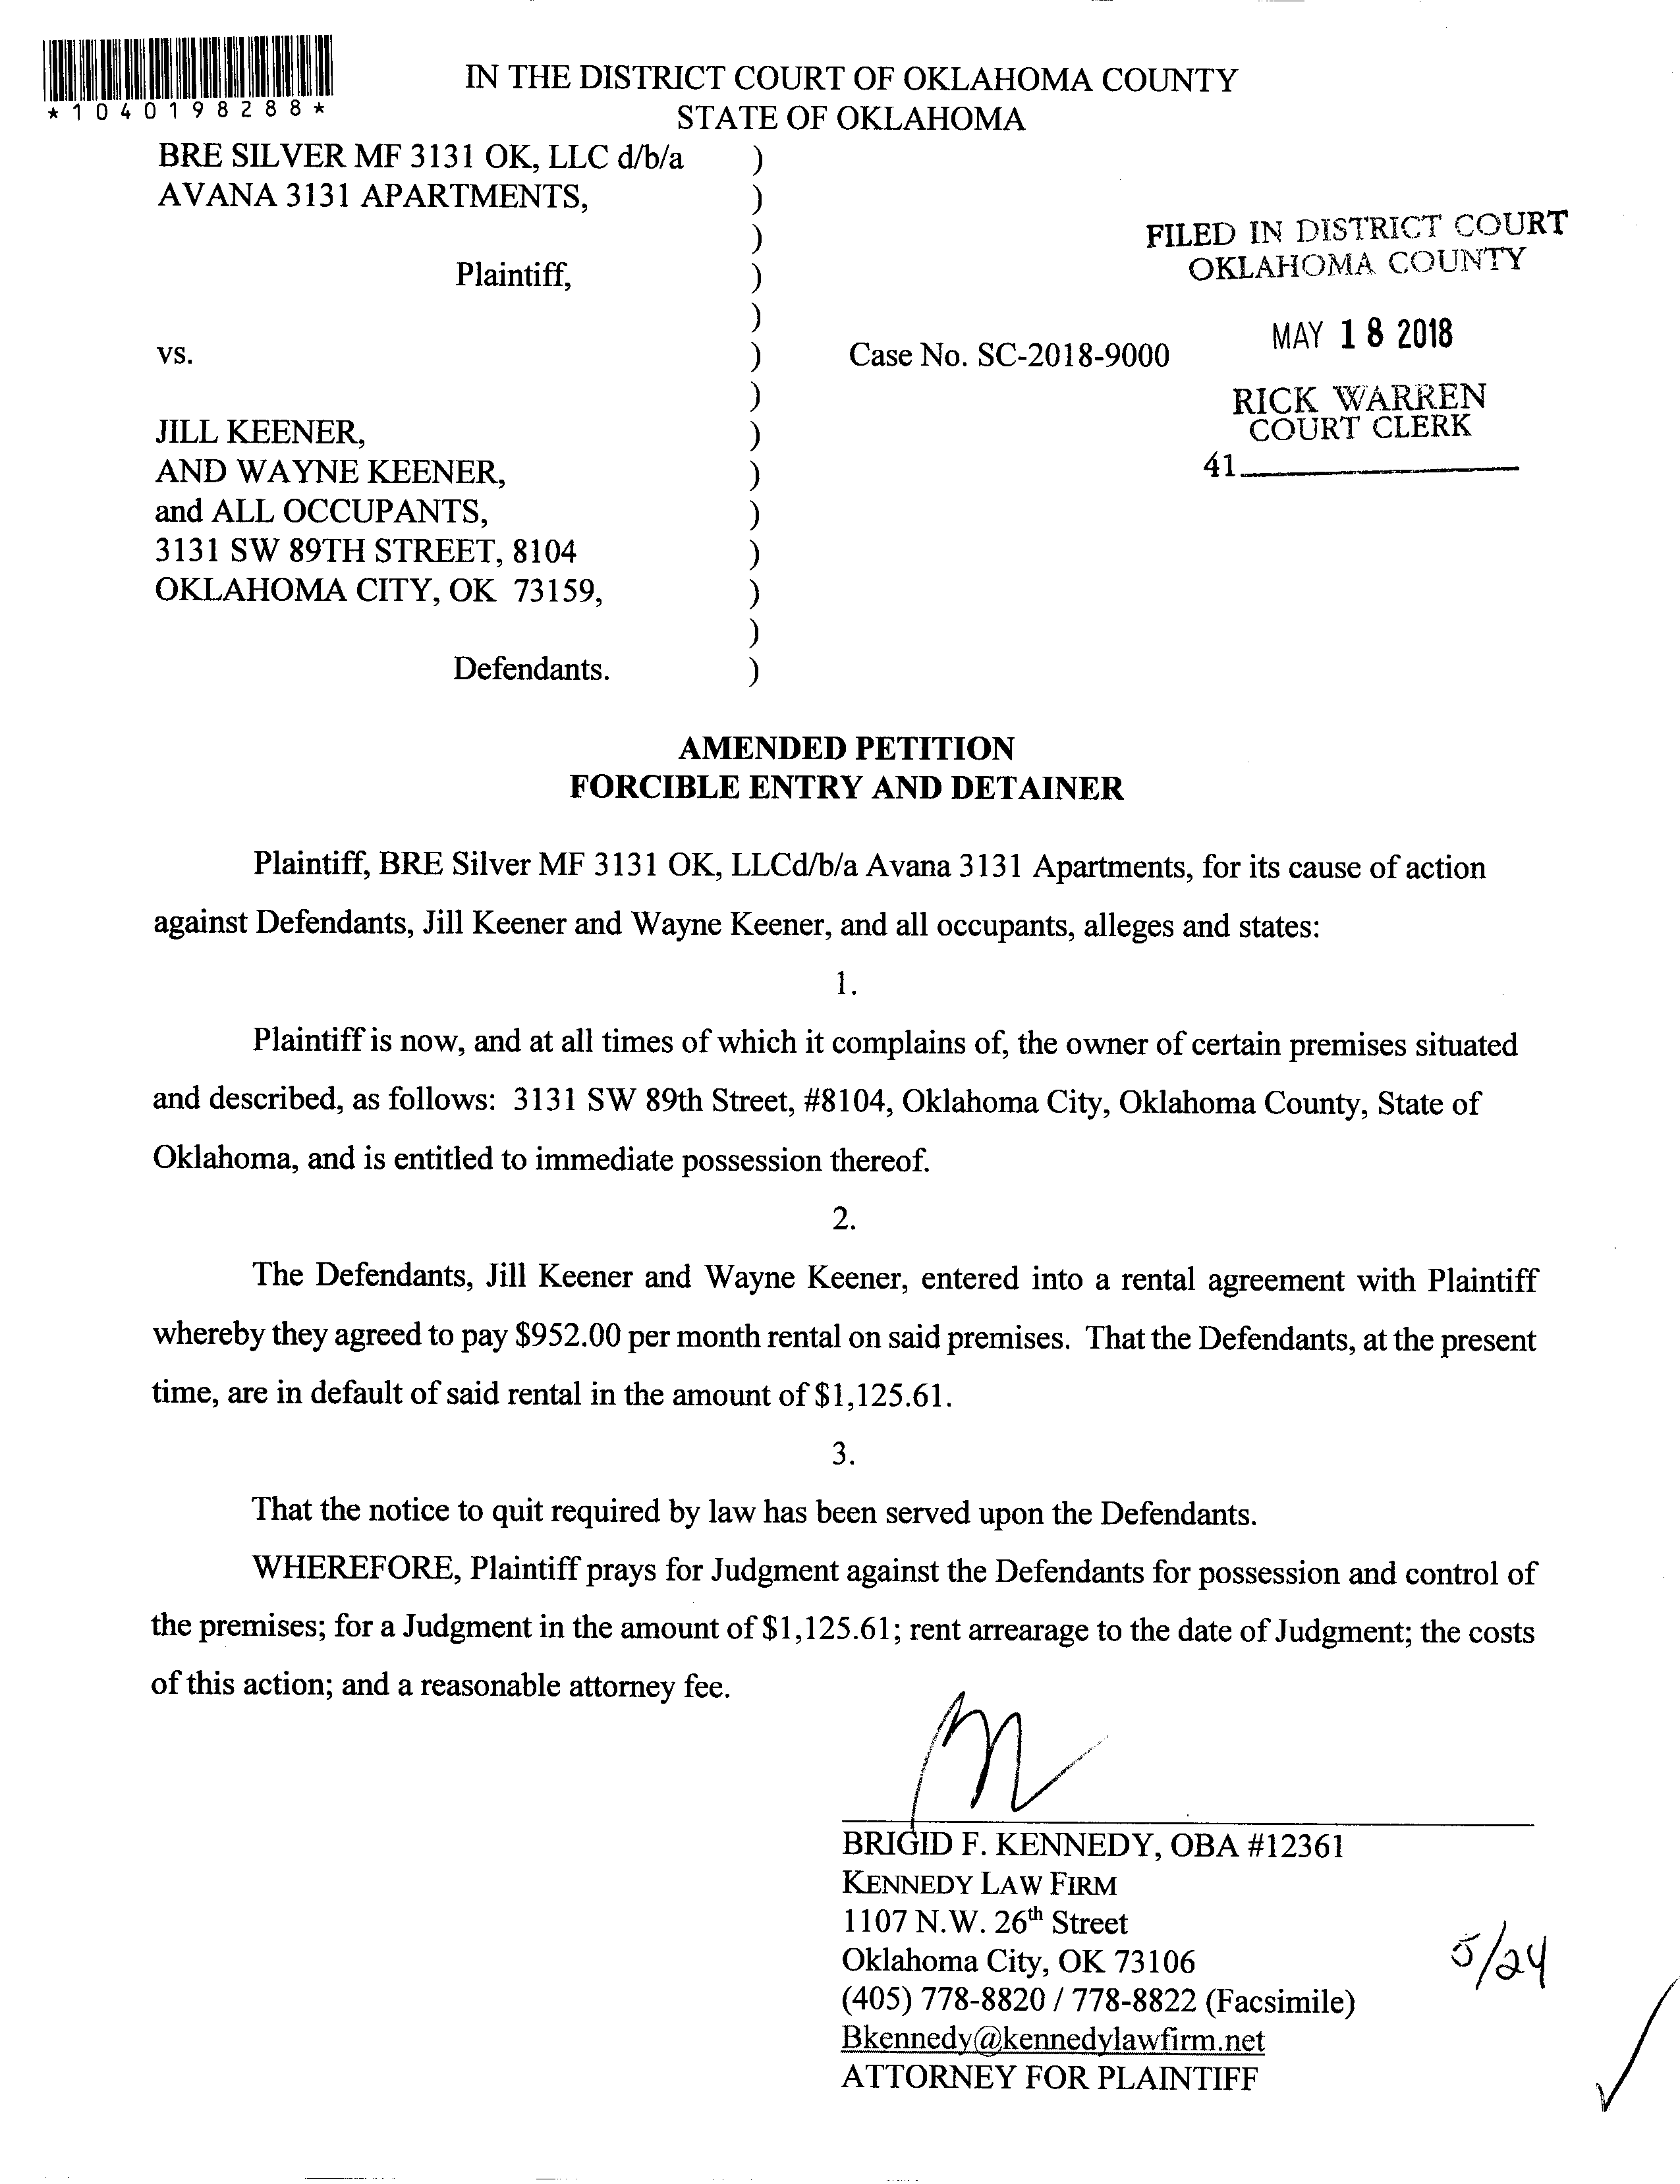 *1040198288*
IN THE DISTRICT COURT OF OKLAHOMA COUNTY
STATE OF OKLAHOMA
BRE SILVER MF 3131 OK, LLC d/b/a )
AVANA 3131 APARTMENTS, )
)
Plaintiff, )
)
vs. ) Case No. SC-2018-9000
)
JILL KEENER, )
AND WAYNE KEENER, )
and ALL OCCUPANTS, )
3131 SW 89TH STREET, 8104 )
OKLAHOMA CITY, OK 73159, )
)
Defendants. )
FILED IN DISTRICT COURT
OKLAHOMA COUNTY
MAY 18 2018
RICK WARREN
COURT CLERK
41
AMENDED PETITION
FORCIBLE ENTRY AND DETAINER
Plaintiff, BRE Silver MF 3131 OK, LLCd/b/a Avana 3131 Apartments, for its cause of action
against Defendants, Jill Keener and Wayne Keener, and all occupants, alleges and states:
1.
Plaintiff is now, and at all times of which it complains of, the owner of certain premises situated
and described, as follows: 3131 SW 89th Street, #8104, Oklahoma City, Oklahoma County, State of
Oklahoma, and is entitled to immediate possession thereof.
2.
The Defendants, Jill Keener and Wayne Keener, entered into a rental agreement with Plaintiff
whereby they agreed to pay $952.00 per month rental on said premises. That the Defendants, at the present
time, are in default of said rental in the amount of $1,125.61.
3.
That the notice to quit required by law has been served upon the Defendants.
WHEREFORE, Plaintiff prays for Judgment against the Defendants for possession and control of
the premises; for a Judgment in the amount of $1,125.61; rent arrearage to the date of Judgment; the costs
of this action; and a reasonable attorney fee.
BRIGID F. KENNEDY, OBA #12361
KENNEDY LAW FIRM
1107 N.W. 26th Street
Oklahoma City, OK 73106
(405) 778-8820 / 778-8822 (Facsimile)
Bkennedy@kennedylawfirm.net
ATTORNEY FOR PLAINTIFF
5/24